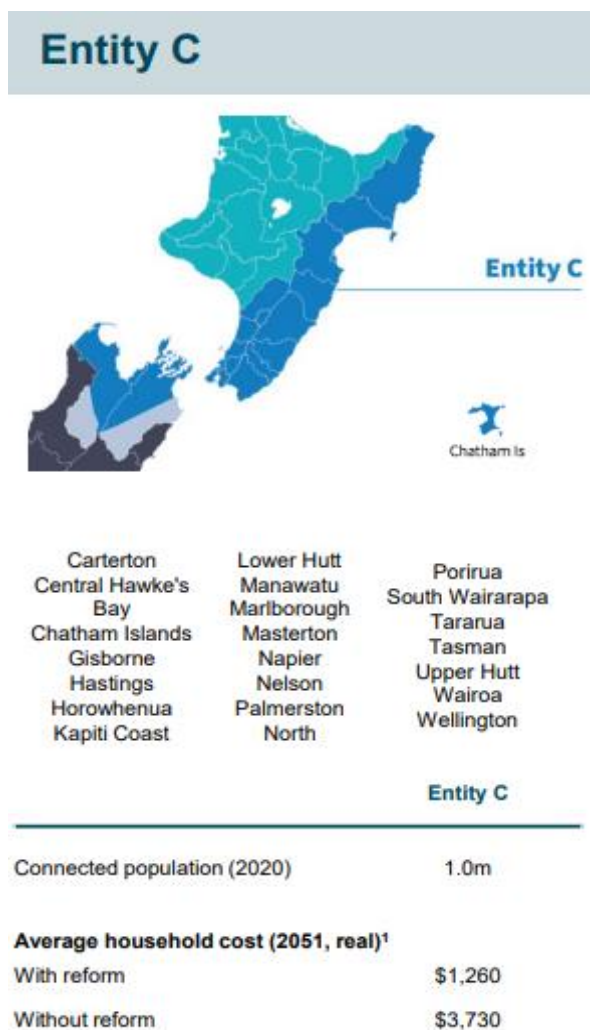 Entity C
Entity C
Chatham Is
Carterton
Central Hawke's
Bay
Chatham Islands
Gisborne
Hastings
Horowhenua
Kapiti Coast
Lower Hutt
Manawatu
Marlborough
Masterton
Napier
Nelson
Palmerston
North
Porirua
South Wairarapa
Tararua
Tasman
Upper Hutt
Wairoa
Wellington
Entity C
Connected population (2020) 1.0m
Average household cost (2051, real)¹
With reform $1,260
Without reform $3,730